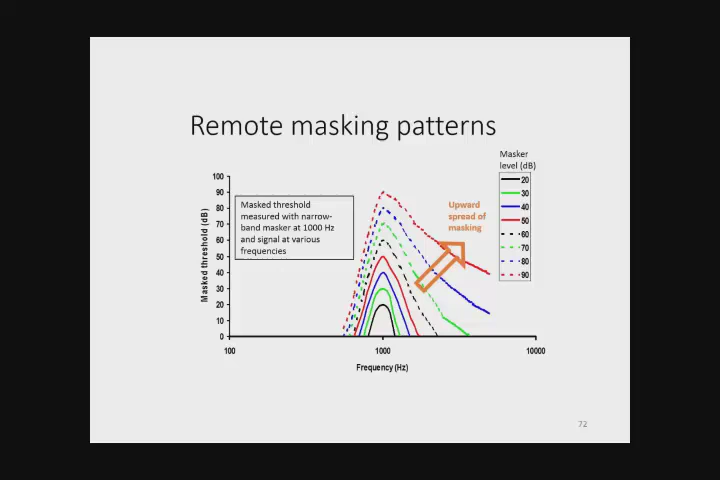 Remote masking patterns
Masker
level (dB)
20
30
40
50
60
70
80
90
Masked threshold
measured with narrow-
band masker at 1000 Hz
and signal at various
frequencies
Upward
spread of
masking
Masked threshold (dB)
100
90
80
70
60
50
40
30
20
10
0
100
1000
10000
Frequency (Hz)
72